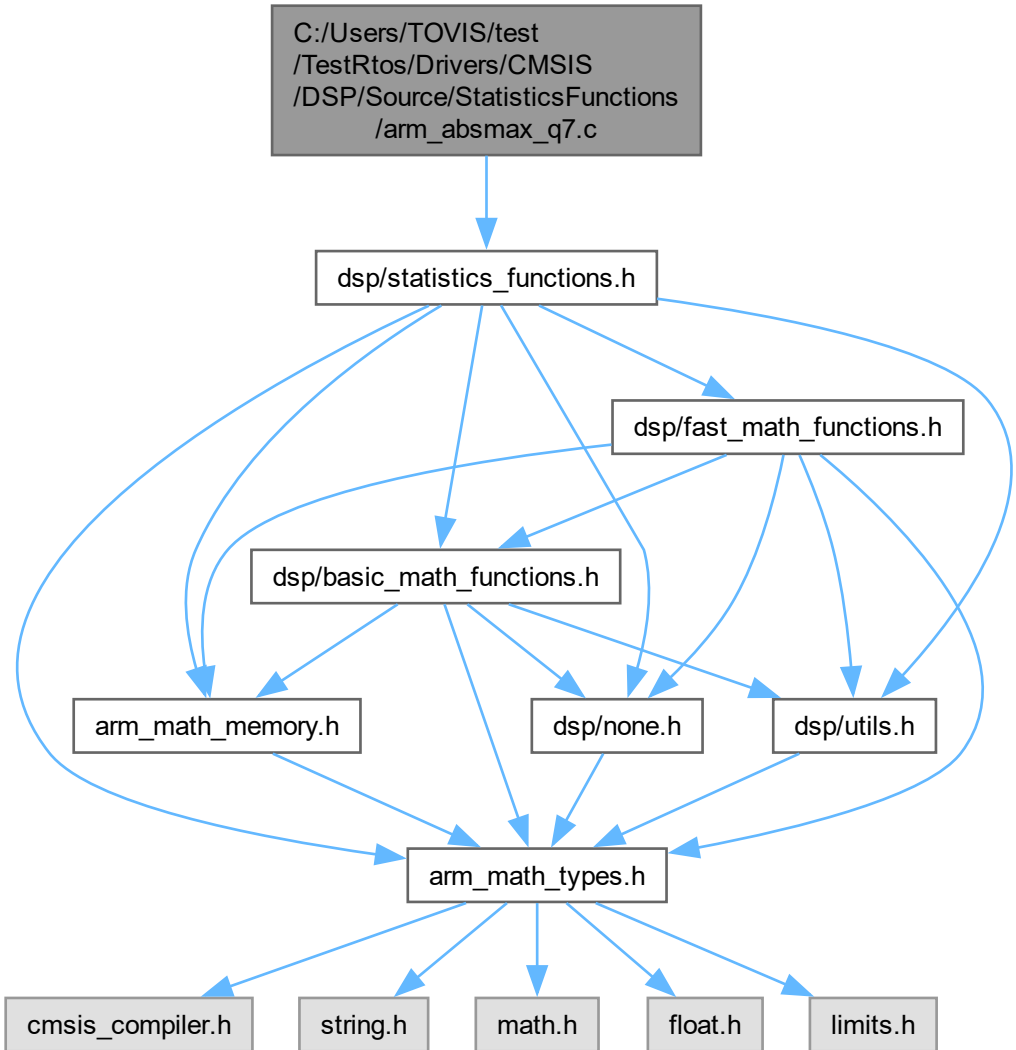 C:/Users/TOVIS/test
/TestRtos/Drivers/CMSIS
/DSP/Source/StatisticsFunctions
/arm_absmax_q7.c
dsp/statistics_functions.h
dsp/fast_math_functions.h
dsp/basic_math_functions.h
arm_math_memory.h
dsp/none.h
dsp/utils.h
arm_math_types.h
cmsis_compiler.h
string.h
math.h
float.h
limits.h